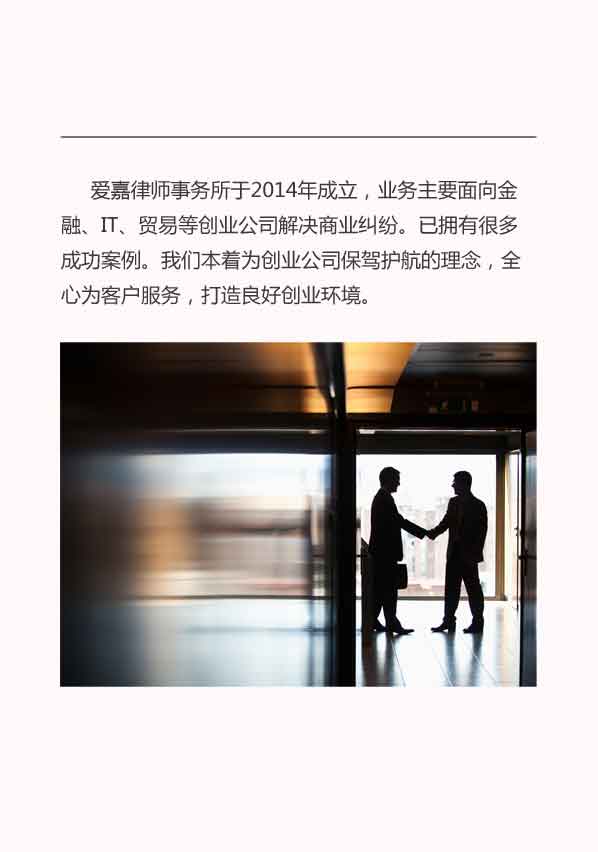 爱嘉律师事务所于2014年成立，业务主要面向金
融、IT、贸易等创业公司解决商业纠纷。已拥有很多
成功案例。我们本着为创业公司保驾护航的理念，全
心为客户服务，打造良好创业环境。